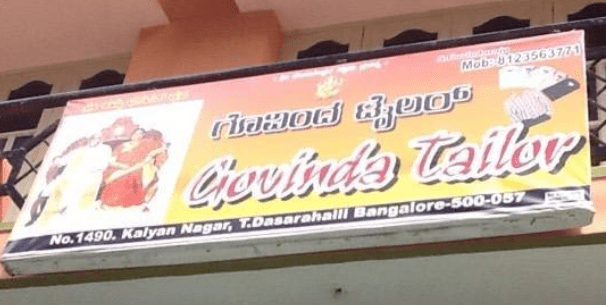 Mob: 8123563771
ಗೋವಿಂದ ಟೈಲರ್
Govinda Tailor
No.1490. Kalyan Nagar, T.Dasarahalli Bangalore-500-057